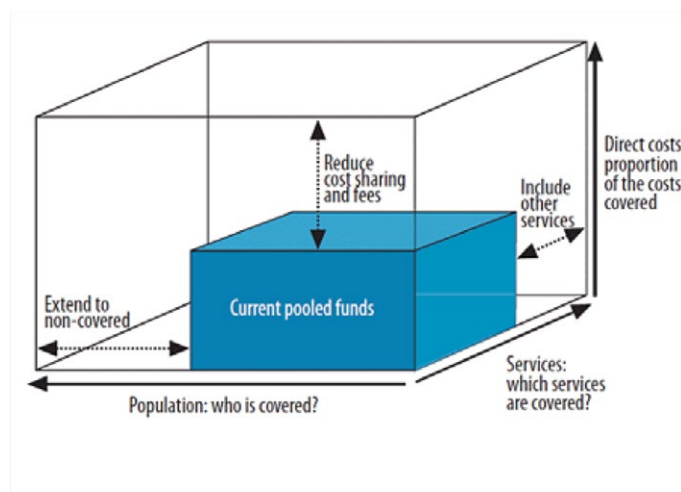 Reduce
cost sharing
and fees
Include
other
services
Direct costs
proportion
of the costs
covered
Extend to
non-covered
Current pooled funds
Population: who is covered?
Services:
which services
are covered?